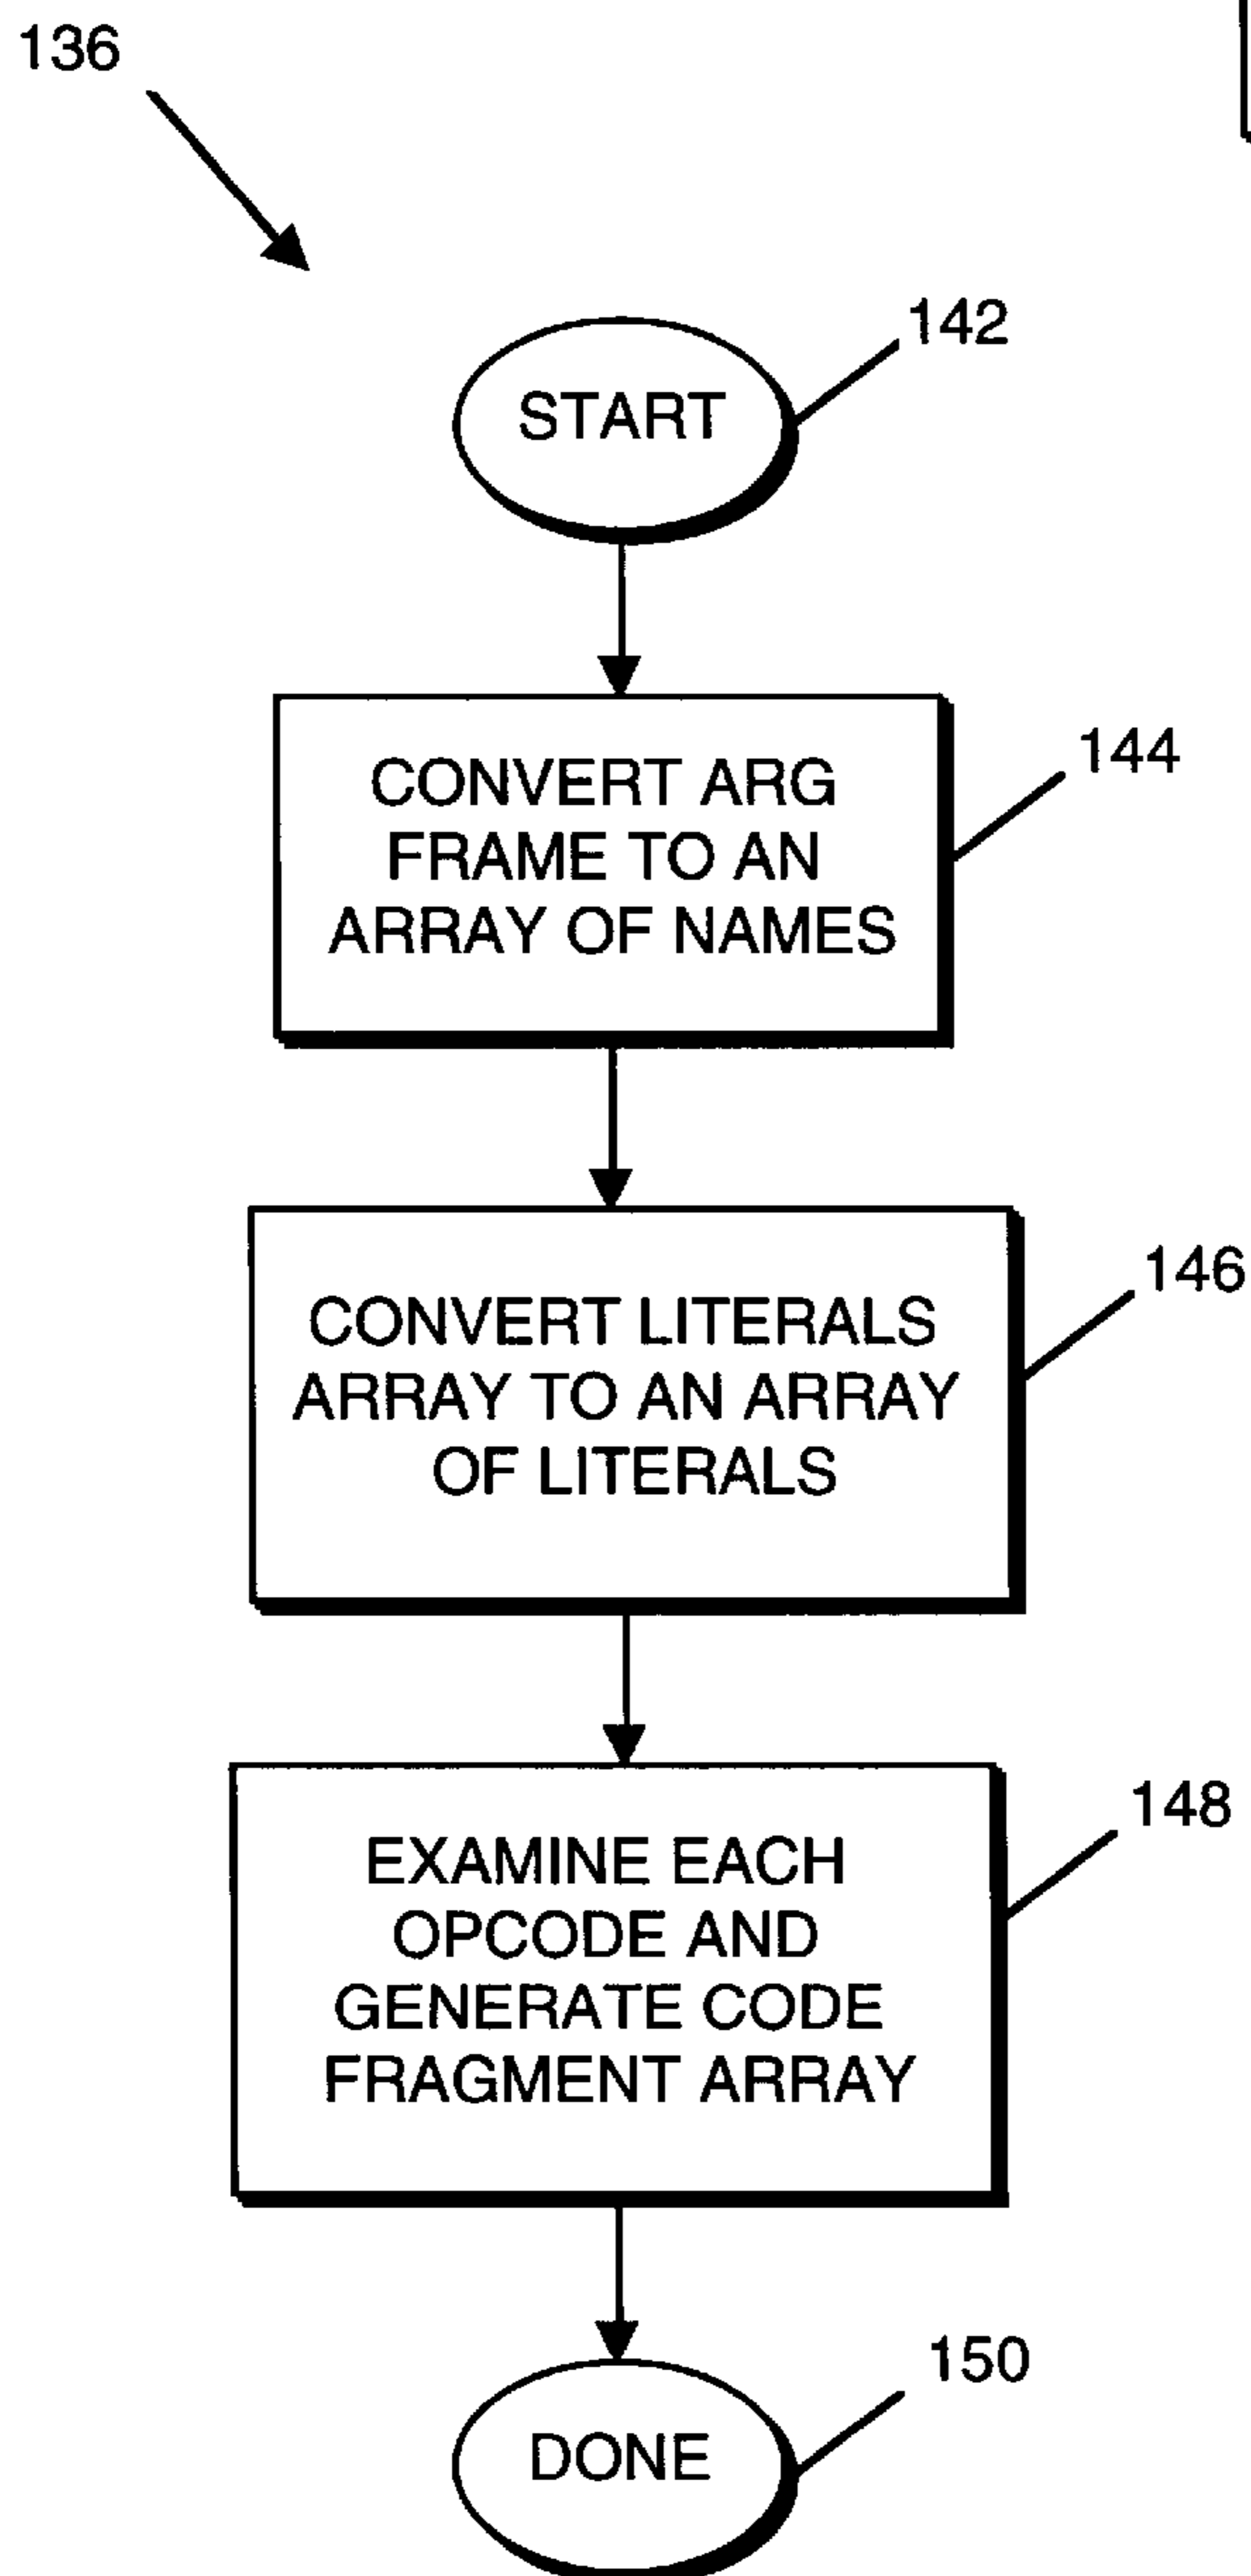 136
142
START
144
CONVERT ARG
FRAME TO AN
ARRAY OF NAMES
146
CONVERT LITERALS
ARRAY TO AN ARRAY
OF LITERALS
148
EXAMINE EACH
OPCODE AND
GENERATE CODE
FRAGMENT ARRAY
150
DONE